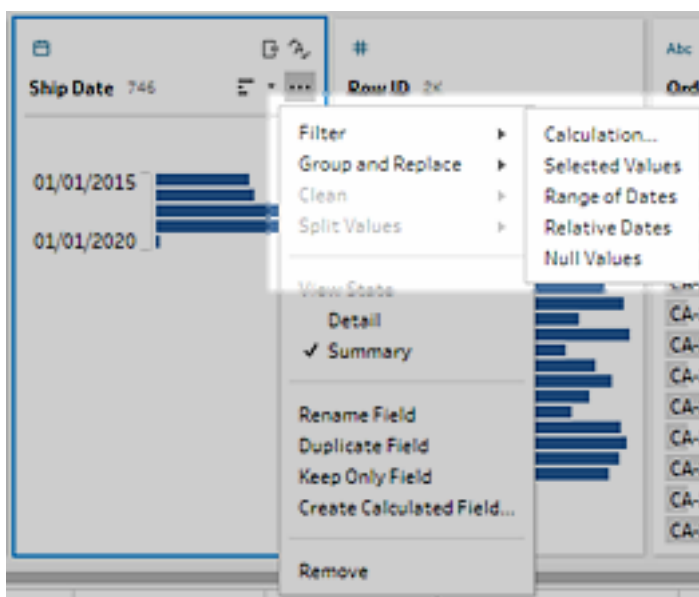 # Abc
Ship Date 746 Row ID 2K Ord
01/01/2015
01/01/2020
Filter
Group and Replace
Clean
Split Values
View State
Detail
✓ Summary
Rename Field
Duplicate Field
Keep Only Field
Create Calculated Field...
Remove
Calculation...
Selected Values
Range of Dates
Relative Dates
Null Values
CA-
CA-
CA-
CA-
CA-
CA-
CA-
CA-
CA-